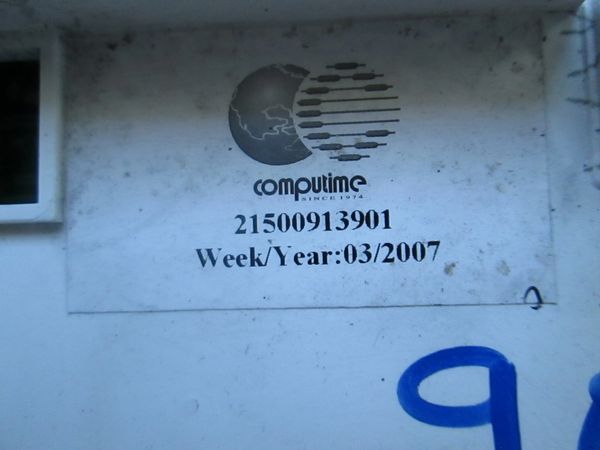 computime
SINCE 1974
21500913901
Week/Year:03/2007
9